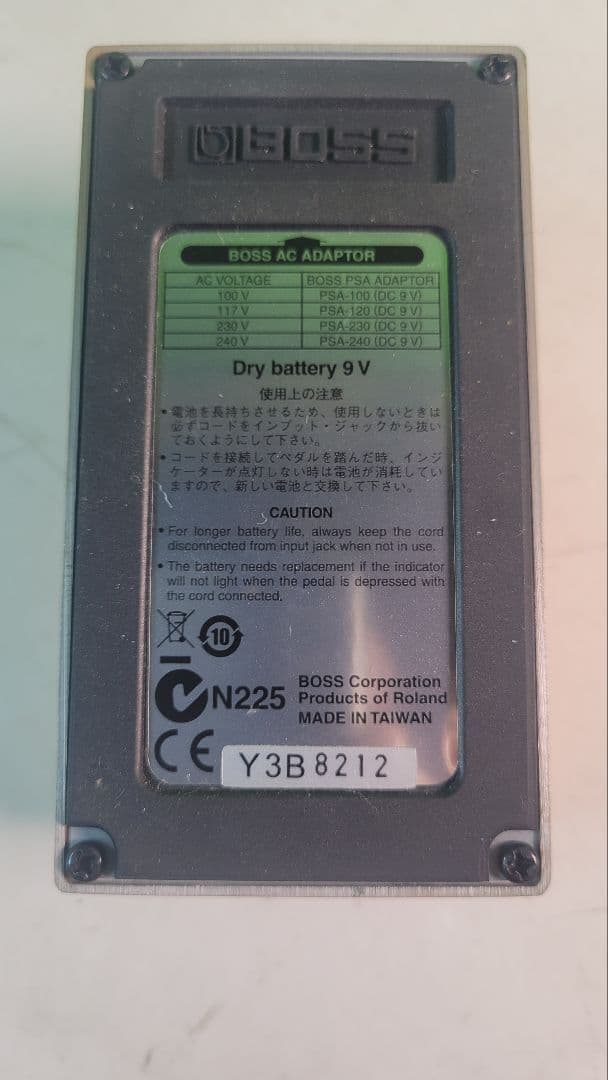 BOSS
BOSS AC ADAPTOR
AC VOLTAGE BOSS PSA ADAPTOR
100 V PSA-100 (DC 9 V)
117 V PSA-120 (DC 9 V)
230 V PSA-230 (DC 9 V)
240 V PSA-240 (DC 9 V)
Dry battery 9 V
使用上の注意
•電池を長持ちさせるため、使用しないときは
必ずコードをインプット・ジャックから抜い
ておくようにして下さい。
•コードを接続してペダルを踏んだ時、インジ
ケーターが点灯しない時は電池が消耗してい
ますので、新しい電池と交換して下さい。
CAUTION
• For longer battery life, always keep the cord
disconnected from input jack when not in use.
• The battery needs replacement if the indicator
will not light when the pedal is depressed with
the cord connected.
10
N225
BOSS Corporation
Products of Roland
MADE IN TAIWAN
CE
Y3B8212